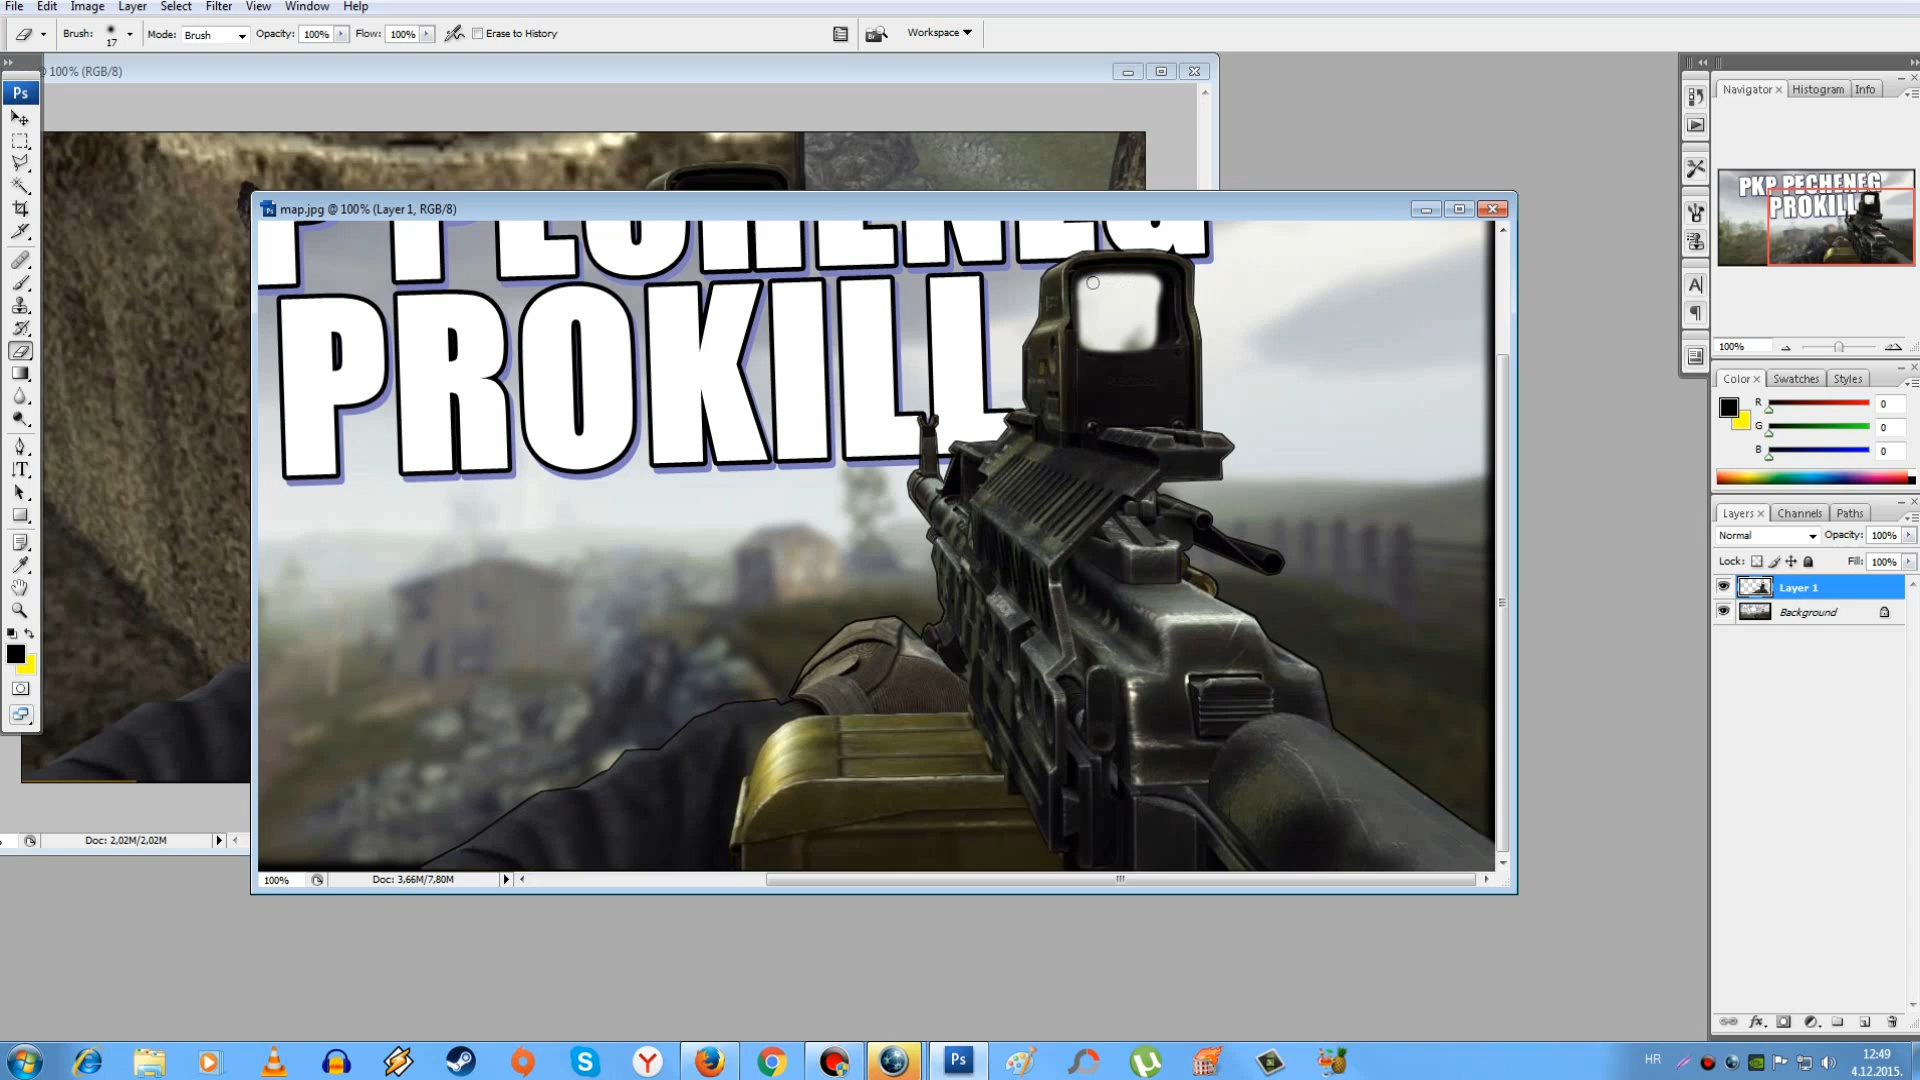 File Edit Image Layer Select Filter View Window Help
Brush: 17 Mode: Brush Opacity: 100% Flow: 100% Erase to History Workspace
@ 100% (RGB/8)
Ps
Navigator Histogram Info
PKP PECHENEG
PROKILL
100%
map.jpg @ 100% (Layer 1, RGB/8)
P PECHENEG
PROKILL
Color Swatches Styles
R 0
G 0
B 0
Layers Channels Paths
Normal Opacity: 100%
Lock: Fill: 100%
Layer 1
Background
Doc: 2,02M/2,02M
100% Doc: 3,66M/7,80M
HR 12:49
4.12.2015.